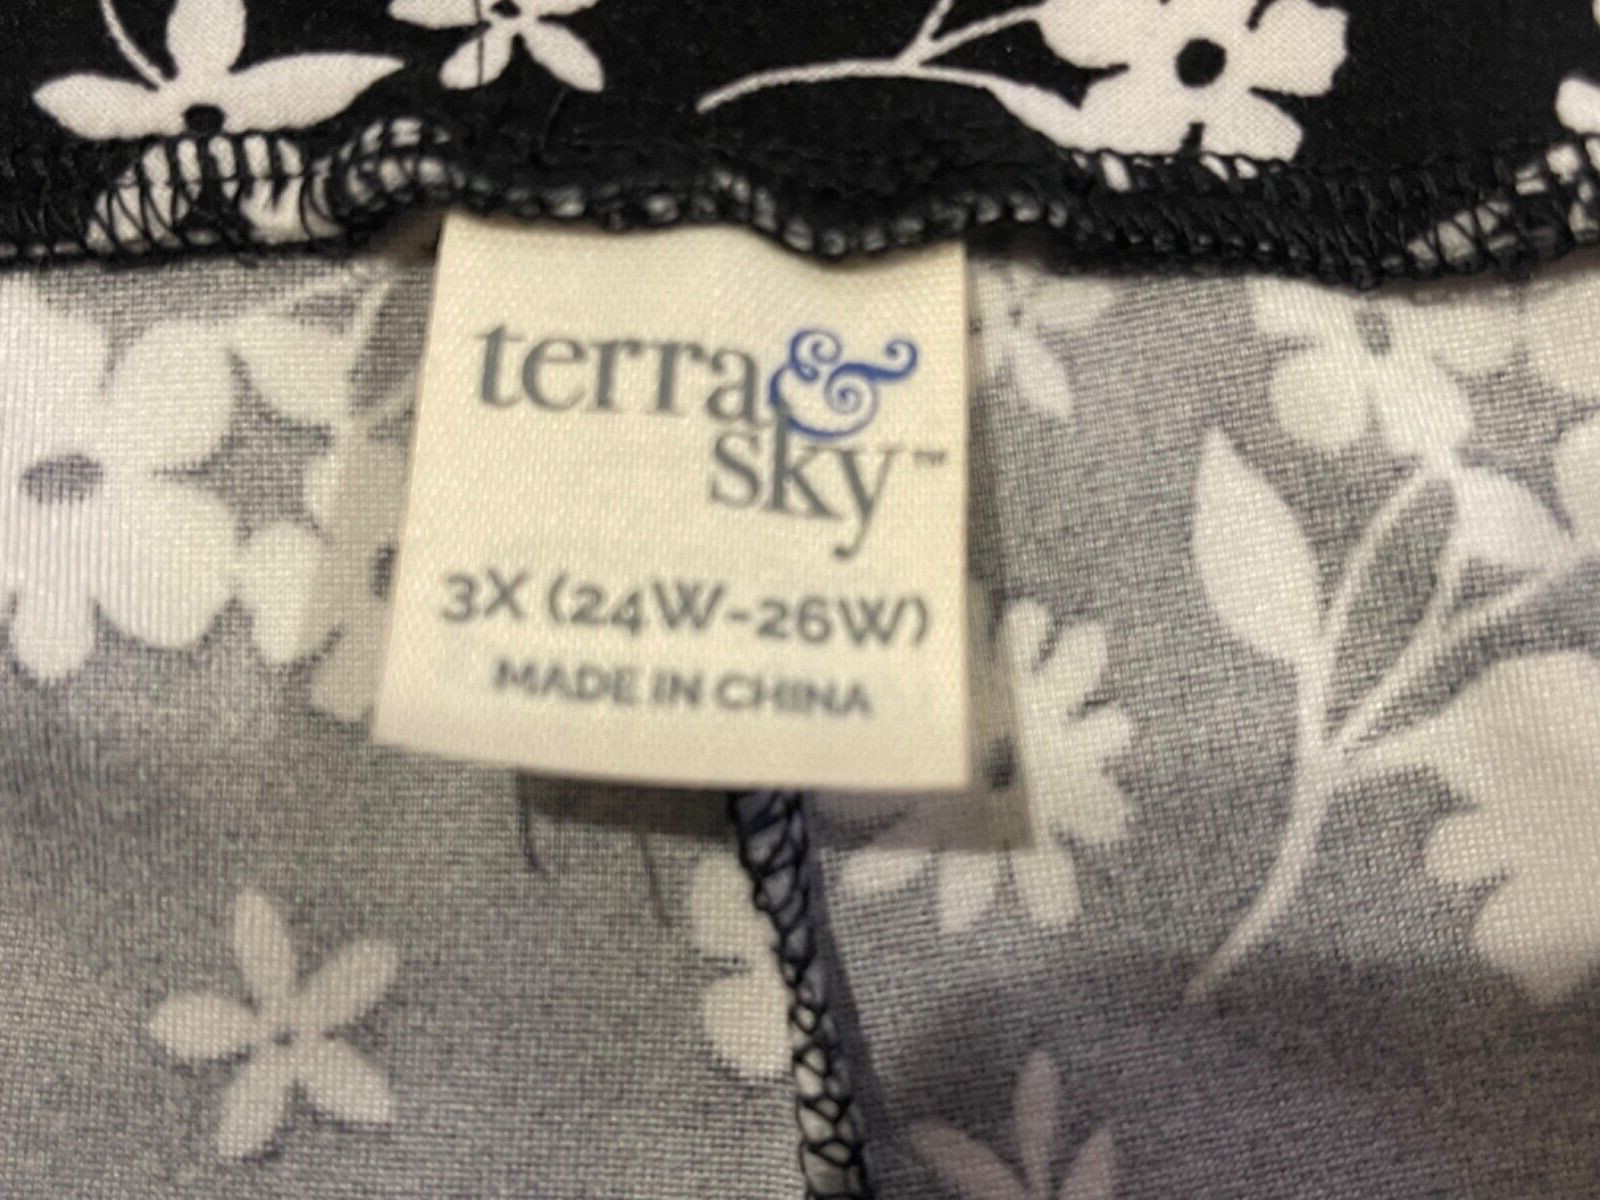 terra &
sky™
3X (24W-26W)
MADE IN CHINA